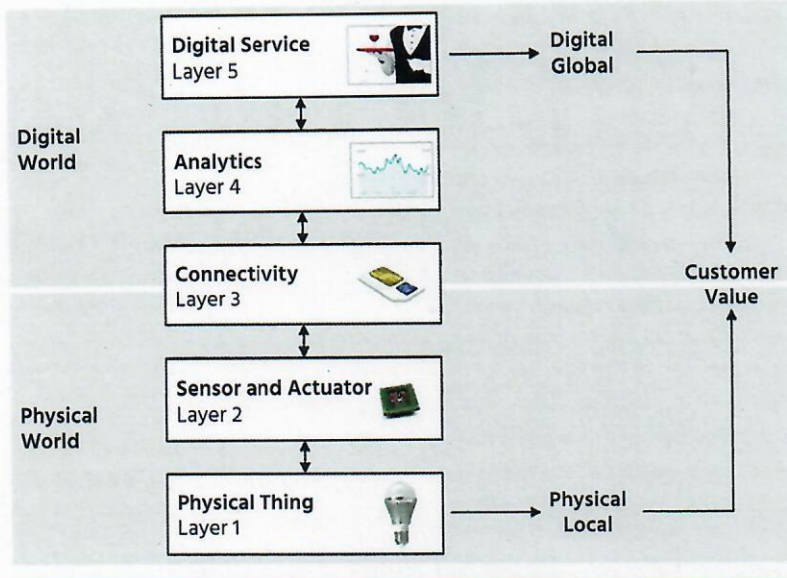 Digital Service
Layer 5
Digital
Global
Digital
World
Analytics
Layer 4
Connectivity
Layer 3
Customer
Value
Sensor and Actuator
Layer 2
Physical
World
Physical Thing
Layer 1
Physical
Local